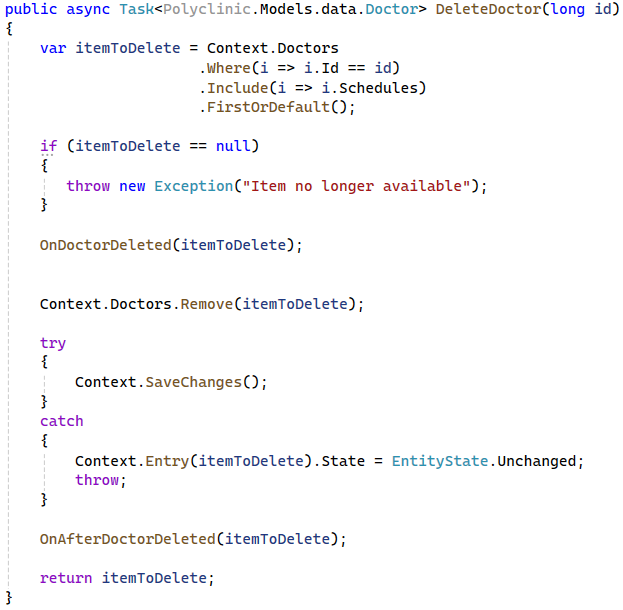 public async Task<Polyclinic.Models.data.Doctor> DeleteDoctor(long id)
{
    var itemToDelete = Context.Doctors
                      .Where(i => i.Id == id)
                      .Include(i => i.Schedules)
                      .FirstOrDefault();

    if (itemToDelete == null)
    {
       throw new Exception("Item no longer available");
    }

    OnDoctorDeleted(itemToDelete);


    Context.Doctors.Remove(itemToDelete);

    try
    {
        Context.SaveChanges();
    }
    catch
    {
        Context.Entry(itemToDelete).State = EntityState.Unchanged;
        throw;
    }

    OnAfterDoctorDeleted(itemToDelete);

    return itemToDelete;
}